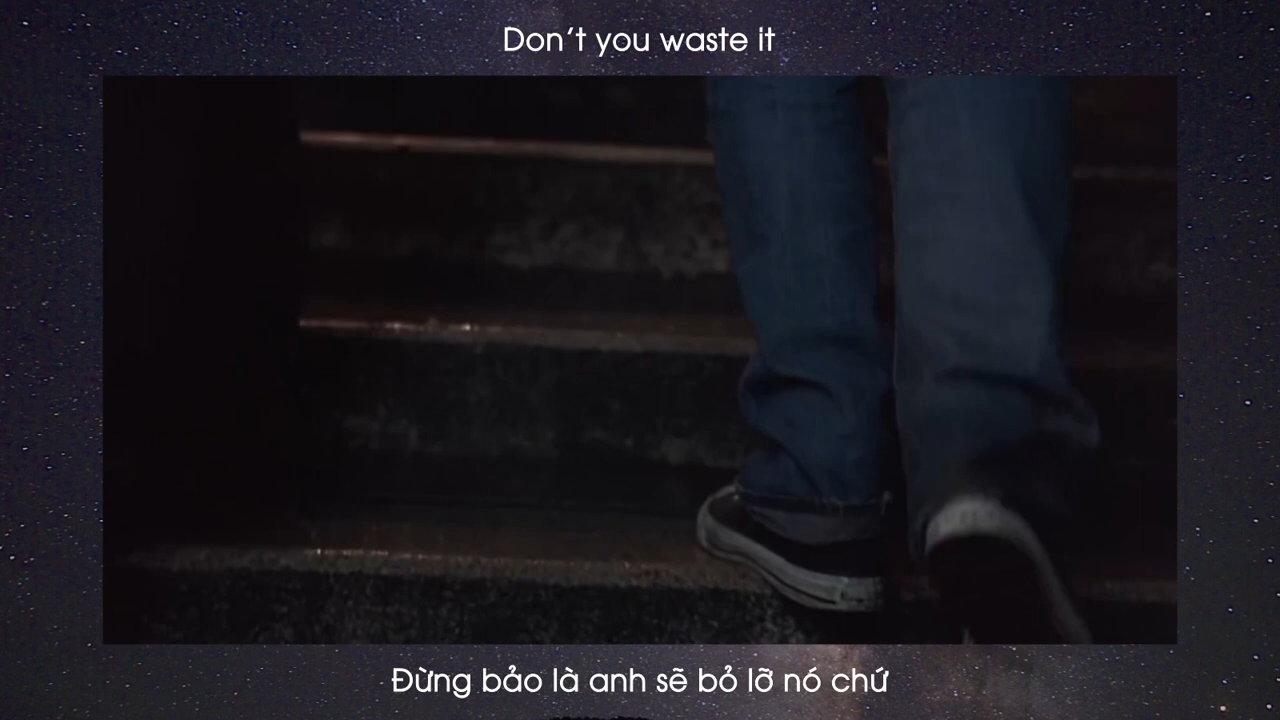 Don't you waste it
Đừng bảo là anh sẽ bỏ lỡ nó chứ